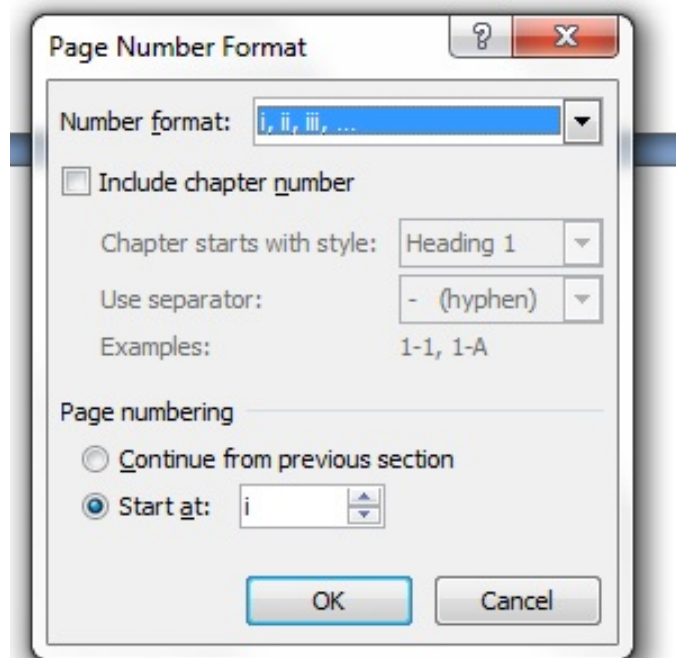 Page Number Format
Number format: i, ii, iii, ...
Include chapter number
Chapter starts with style: Heading 1
Use separator: - (hyphen)
Examples: 1-1, 1-A
Page numbering
Continue from previous section
Start at: i
OK Cancel